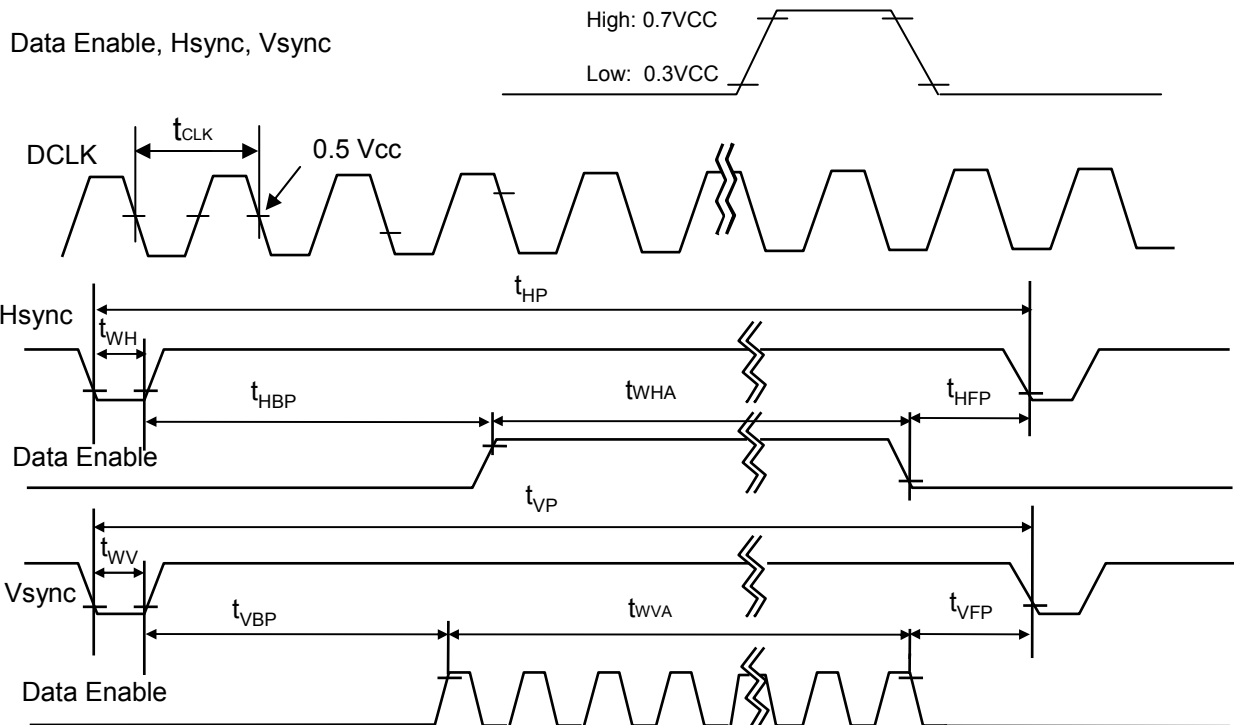 High: 0.7VCC
Data Enable, Hsync, Vsync
Low: 0.3VCC
tCLK
DCLK
0.5 Vcc
tHP
Hsync
tWH
tHBP
tWHA
tHFP
Data Enable
tVP
tWV
Vsync
tVBP
tWVA
tVFP
Data Enable